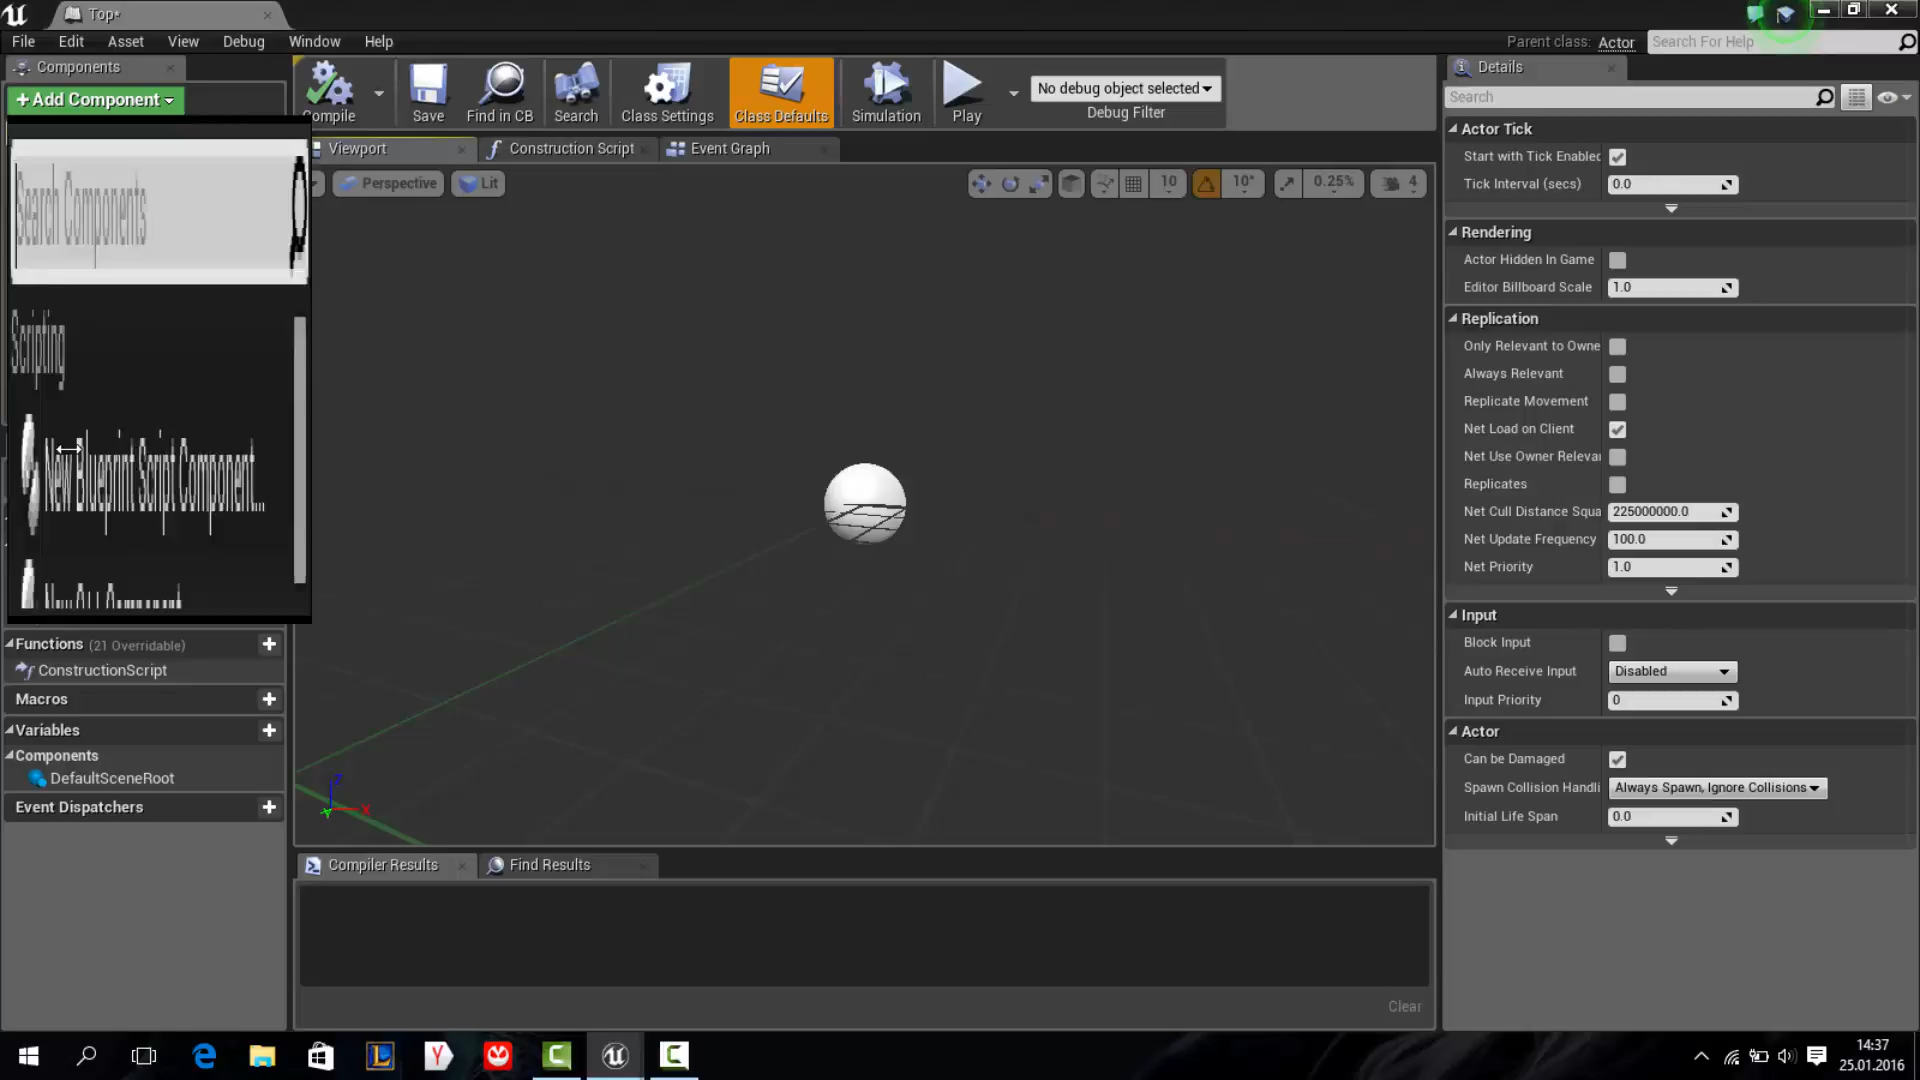 Top*
File Edit Asset View Debug Window Help
Parent class: Actor Search For Help
Components
+Add Component
Search Components
Scripting
New Blueprint Script Component...
Compile Save Find in CB Search Class Settings Class Defaults Simulation Play
No debug object selected
Debug Filter
Viewport Construction Script Event Graph
Perspective Lit
10 10° 0.25% 4
Z
X
Y
Functions (21 Overridable)
ConstructionScript
Macros
Variables
Components
DefaultSceneRoot
Event Dispatchers
Compiler Results Find Results
Clear
Details
Search
Actor Tick
Start with Tick Enabled
Tick Interval (secs) 0.0
Rendering
Actor Hidden In Game
Editor Billboard Scale 1.0
Replication
Only Relevant to Owne
Always Relevant
Replicate Movement
Net Load on Client
Net Use Owner Releva
Replicates
Net Cull Distance Squa 225000000.0
Net Update Frequency 100.0
Net Priority 1.0
Input
Block Input
Auto Receive Input Disabled
Input Priority 0
Actor
Can be Damaged
Spawn Collision Handli Always Spawn, Ignore Collisions
Initial Life Span 0.0
14:37
25.01.2016